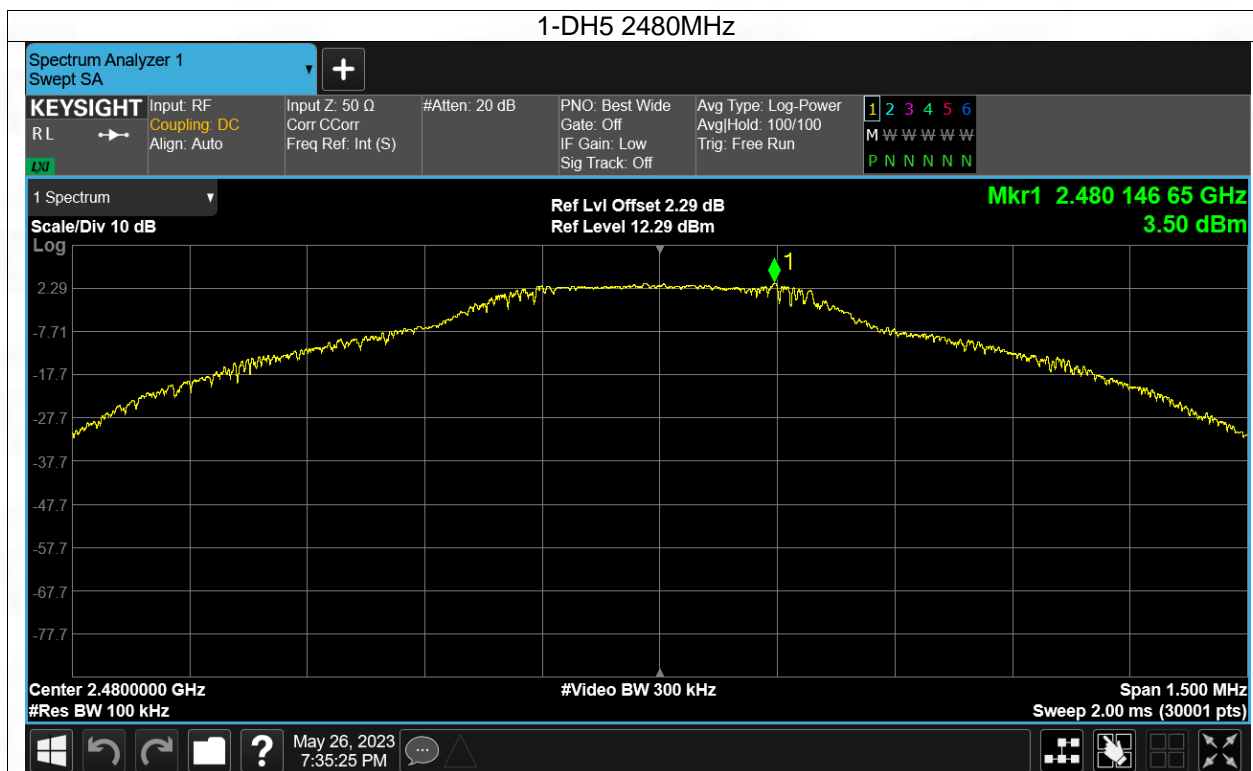 1-DH5 2480MHz
Spectrum Analyzer 1
Swept SA
+
KEYSIGHT
R L
LXI
Input: RF
Coupling: DC
Align: Auto
Input Z: 50 Ω
Corr CCorr
Freq Ref: Int (S)
#Atten: 20 dB
PNO: Best Wide
Gate: Off
IF Gain: Low
Sig Track: Off
Avg Type: Log-Power
Avg|Hold: 100/100
Trig: Free Run
1 2 3 4 5 6
M W W W W W
P N N N N N
1 Spectrum
Scale/Div 10 dB
Ref Lvl Offset 2.29 dB
Ref Level 12.29 dBm
Mkr1 2.480 146 65 GHz
3.50 dBm
Log
1
2.29
-7.71
-17.7
-27.7
-37.7
-47.7
-57.7
-67.7
-77.7
Center 2.4800000 GHz
#Video BW 300 kHz
Span 1.500 MHz
#Res BW 100 kHz
Sweep 2.00 ms (30001 pts)
?
May 26, 2023
7:35:25 PM